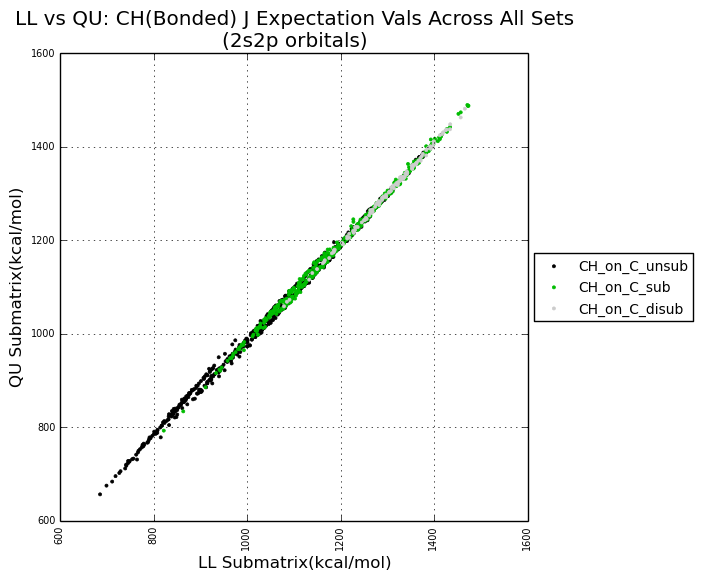 LL vs QU: CH(Bonded) J Expectation Vals Across All Sets
(2s2p orbitals)
1600
1400
1200
1000
800
600
QU Submatrix(kcal/mol)
600
800
1000
1200
1400
1600
LL Submatrix(kcal/mol)
CH_on_C_unsub
CH_on_C_sub
CH_on_C_disub